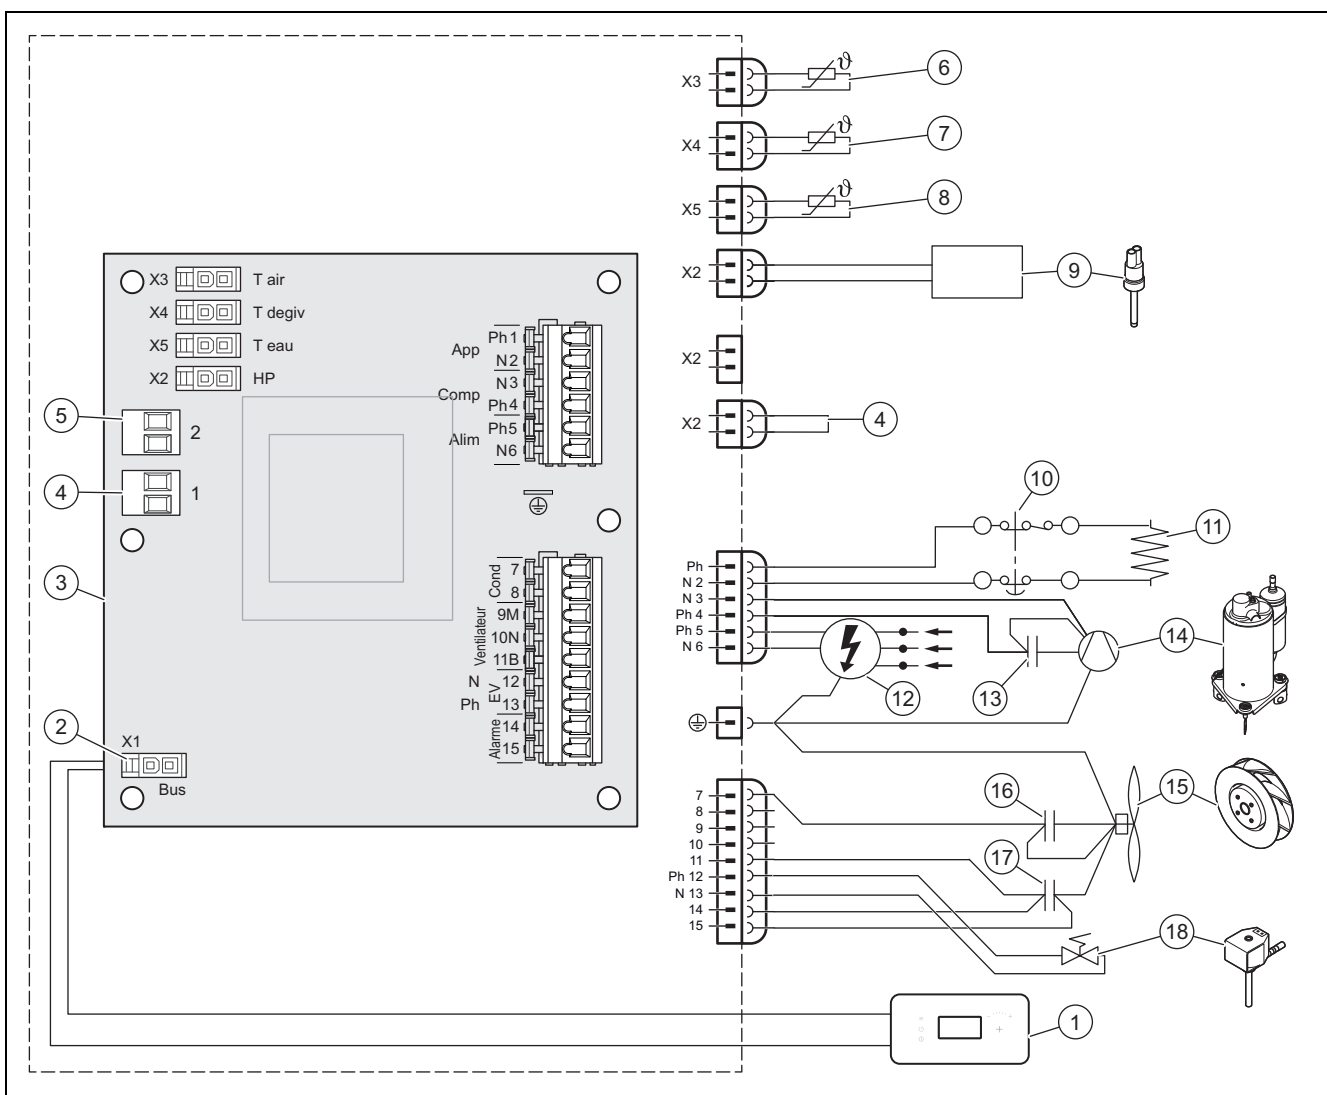 X3 ϑ 6
X4 ϑ 7
X5 ϑ 8
X2 9
X2
X2 4
X3 T air
X4 T degiv
X5 T eau
X2 HP
5 2
4 1
3
App
Comp
Alim
Ph1
N2
N3
Ph4
Ph5
N6
Cond
Ventilateur
EV
Alarme
7
8
9M
10N
11B
N 12
Ph 13
14
15
2
X1
Bus
10
11
Ph
N 2
N 3
Ph 4
Ph 5
N 6
12
13
14
7
8
9
10
11
Ph 12
N 13
14
15
16
15
17
18
1